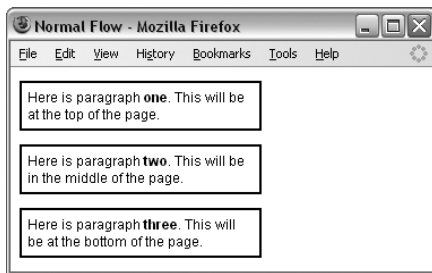 Normal Flow - Mozilla Firefox
File Edit View History Bookmarks Tools Help
Here is paragraph one. This will be
at the top of the page.
Here is paragraph two. This will be
in the middle of the page.
Here is paragraph three. This will
be at the bottom of the page.